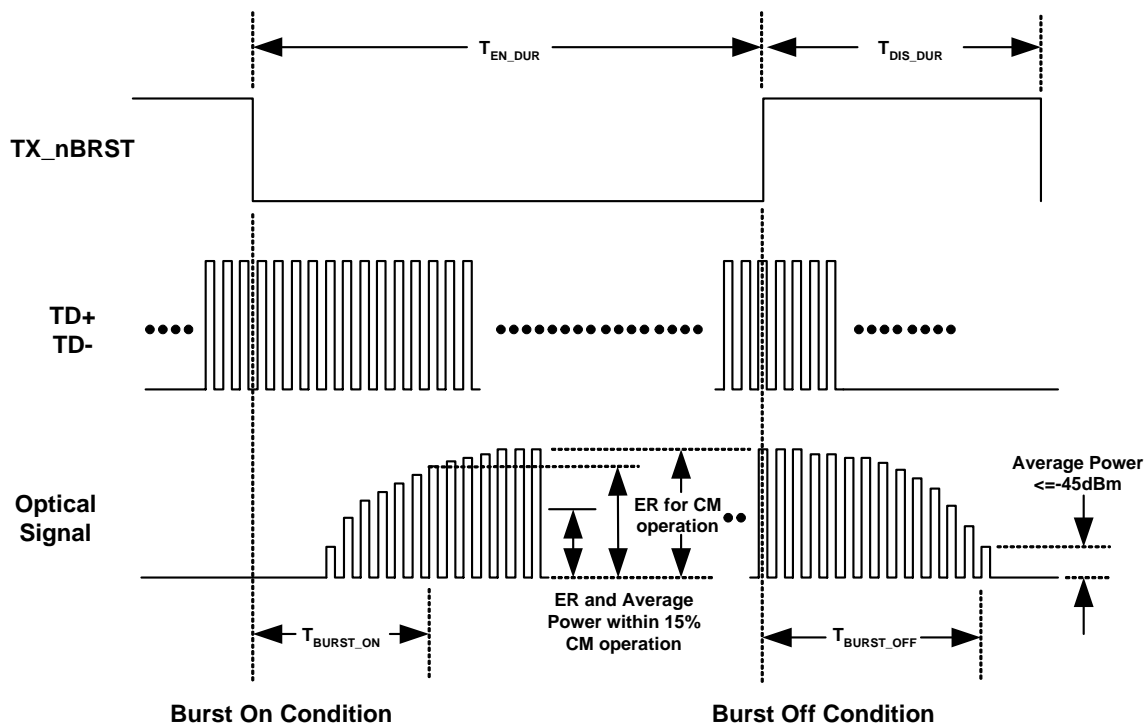 T_EN_DUR
T_DIS_DUR
TX_nBRST
TD+
TD-
Optical
Signal
ER for CM
operation
Average Power
<=-45dBm
ER and Average
Power within 15%
CM operation
T_BURST_ON
T_BURST_OFF
Burst On Condition
Burst Off Condition